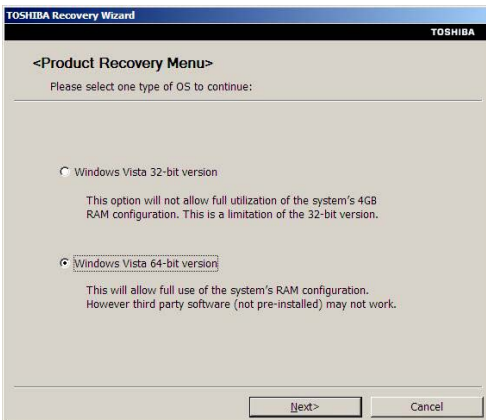 TOSHIBA Recovery Wizard
TOSHIBA
<Product Recovery Menu>
Please select one type of OS to continue:
Windows Vista 32-bit version
This option will not allow full utilization of the system's 4GB
RAM configuration. This is a limitation of the 32-bit version.
Windows Vista 64-bit version
This will allow full use of the system's RAM configuration.
However third party software (not pre-installed) may not work.
Next>
Cancel